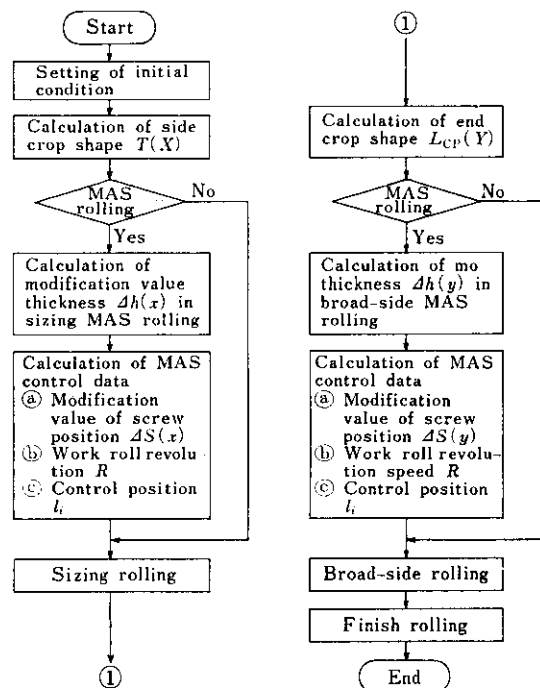 Start
Setting of initial
condition
Calculation of side
crop shape T(X)
MAS
rolling
No
Yes
Calculation of
modification value
thickness Δh(x) in
sizing MAS rolling
Calculation of MAS
control data
ⓐ Modification
value of screw
position ΔS(x)
ⓑ Work roll revolu-
tion R
ⓒ Control position
lᵢ
Sizing rolling
①
①
Calculation of end
crop shape L_CP(Y)
MAS
rolling
No
Yes
Calculation of mo
thickness Δh(y) in
broad-side MAS
rolling
Calculation of MAS
control data
ⓐ Modification
value of screw
position ΔS(y)
ⓑ Work roll revolu-
tion speed R
ⓒ Control position
lᵢ
Broad-side rolling
Finish rolling
End